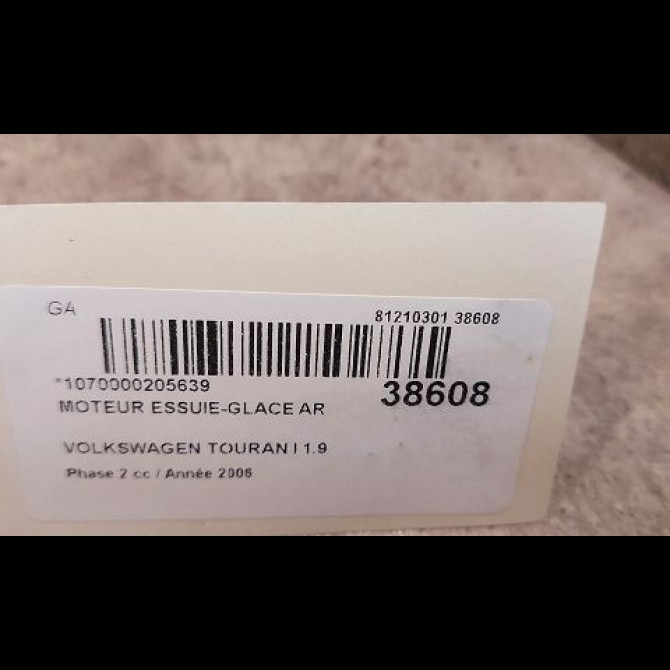 GA
81210301 38608
*1070000205639
38608
MOTEUR ESSUIE-GLACE AR
VOLKSWAGEN TOURAN I 1.9
Phase 2 cc / Année 2006